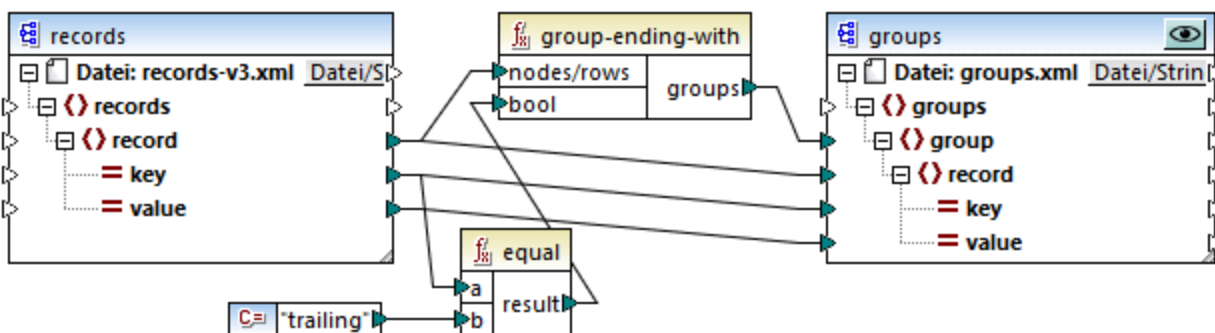 records
Datei: records-v3.xml Datei/S
records
record
key
value
group-ending-with
nodes/rows
bool
groups
equal
a
b
result
C= "trailing"
groups
Datei: groups.xml Datei/Strin
groups
group
record
key
value